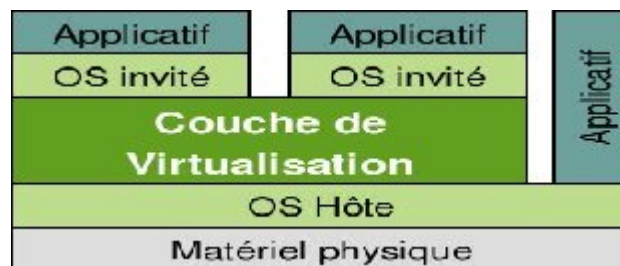 Applicatif
Applicatif
OS invité
OS invité
Couche de
Virtualisation
Applicatif
OS Hôte
Matériel physique